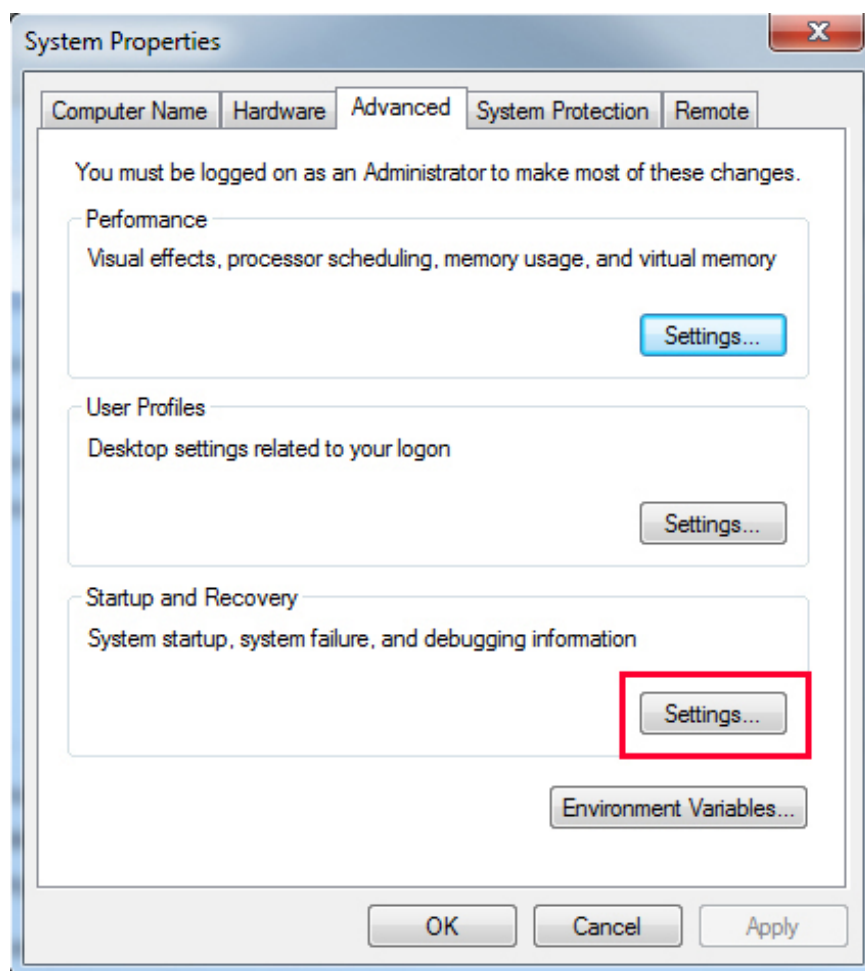 System Properties
Computer Name Hardware Advanced System Protection Remote
You must be logged on as an Administrator to make most of these changes.
Performance
Visual effects, processor scheduling, memory usage, and virtual memory
Settings...
User Profiles
Desktop settings related to your logon
Settings...
Startup and Recovery
System startup, system failure, and debugging information
Settings...
Environment Variables...
OK Cancel Apply